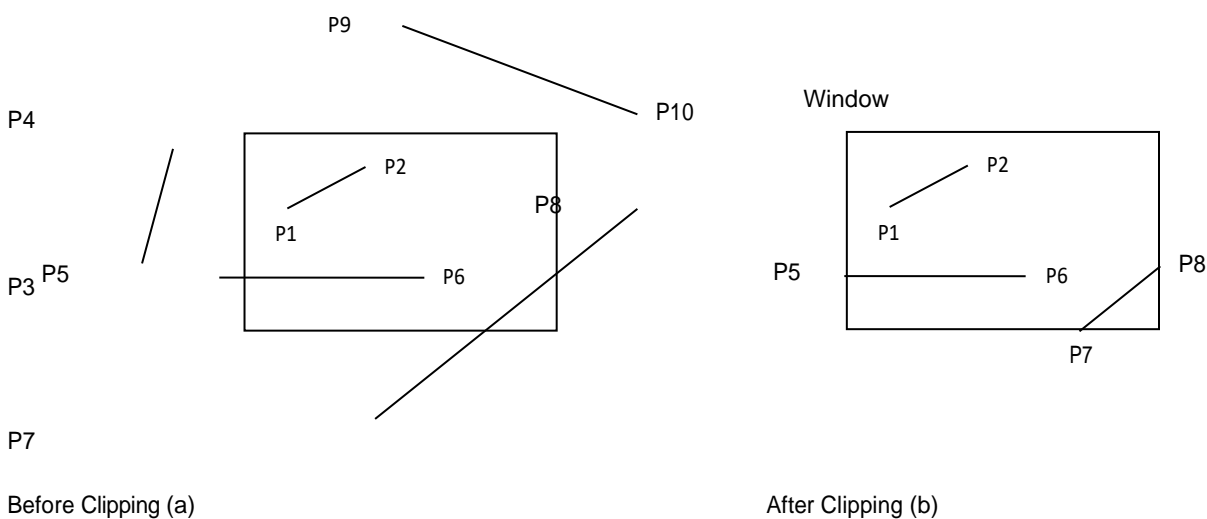 P9
P10
Window
P4
P2
P2
P8
P1
P1
P5
P3
P6
P5
P6
P8
P7
P7
Before Clipping (a)
After Clipping (b)